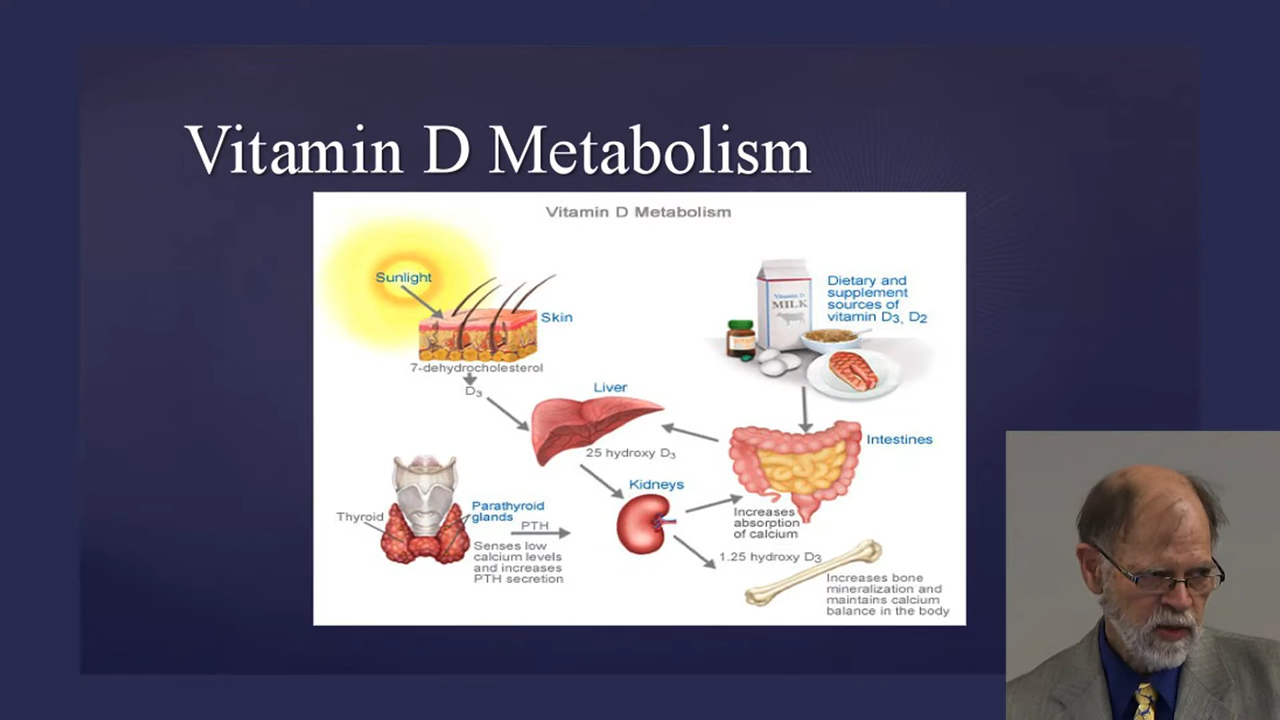 Vitamin D Metabolism
Vitamin D Metabolism
Sunlight
Skin
7-dehydrocholesterol
D3
Vitamin D
MILK
Dietary and
supplement
sources of
vitamin D3, D2
Liver
25 hydroxy D3
Intestines
Kidneys
Increases
absorption
of calcium
Thyroid
Parathyroid
glands
PTH
Senses low
calcium levels
and increases
PTH secretion
1.25 hydroxy D3
Increases bone
mineralization and
maintains calcium
balance in the body